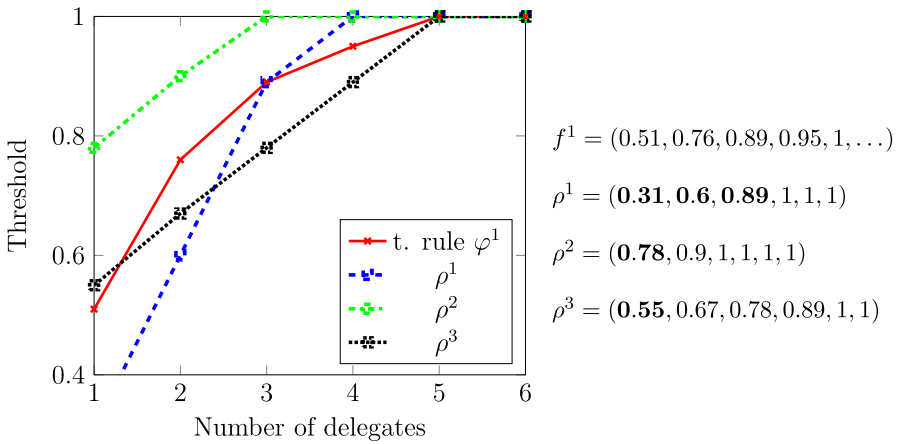 1
0.8
0.6
0.4
1 2 3 4 5 6
Threshold
Number of delegates
t. rule φ¹
ρ¹
ρ²
ρ³
f¹ = (0.51, 0.76, 0.89, 0.95, 1, …)
ρ¹ = (0.31, 0.6, 0.89, 1, 1, 1)
ρ² = (0.78, 0.9, 1, 1, 1, 1)
ρ³ = (0.55, 0.67, 0.78, 0.89, 1, 1)